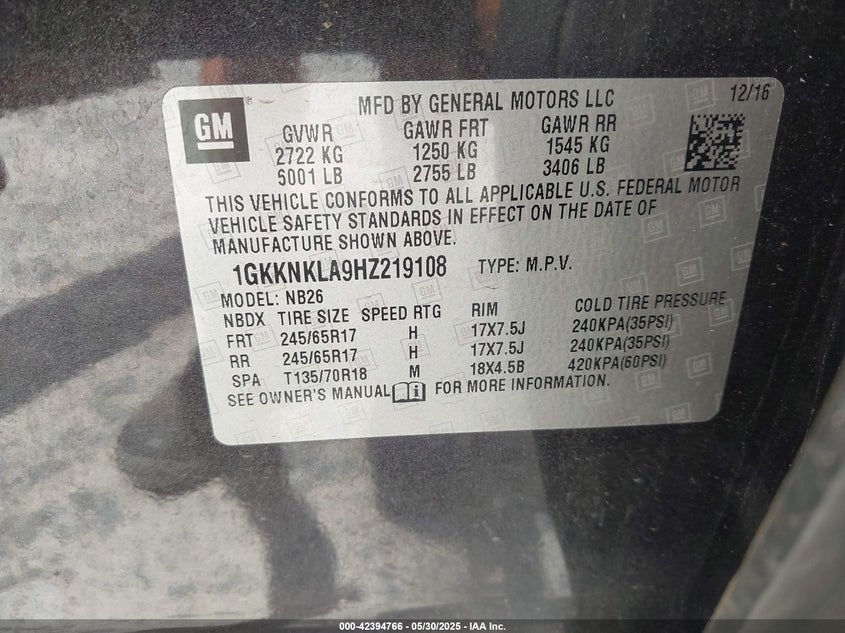 GM
MFD BY GENERAL MOTORS LLC 12/16
GVWR GAWR FRT GAWR RR
2722 KG 1250 KG 1545 KG
5001 LB 2755 LB 3406 LB
THIS VEHICLE CONFORMS TO ALL APPLICABLE U.S. FEDERAL MOTOR
VEHICLE SAFETY STANDARDS IN EFFECT ON THE DATE OF
MANUFACTURE SHOWN ABOVE.
1GKKNKLA9HZ219108 TYPE: M.P.V.
MODEL: NB26
NBDX TIRE SIZE SPEED RTG RIM COLD TIRE PRESSURE
FRT 245/65R17 H 17X7.5J 240KPA(35PSI)
RR 245/65R17 H 17X7.5J 240KPA(35PSI)
SPA T135/70R18 M 18X4.5B 420KPA(60PSI)
SEE OWNER'S MANUAL i FOR MORE INFORMATION.
000-42394766 — 05/30/2025 — IAA Inc.